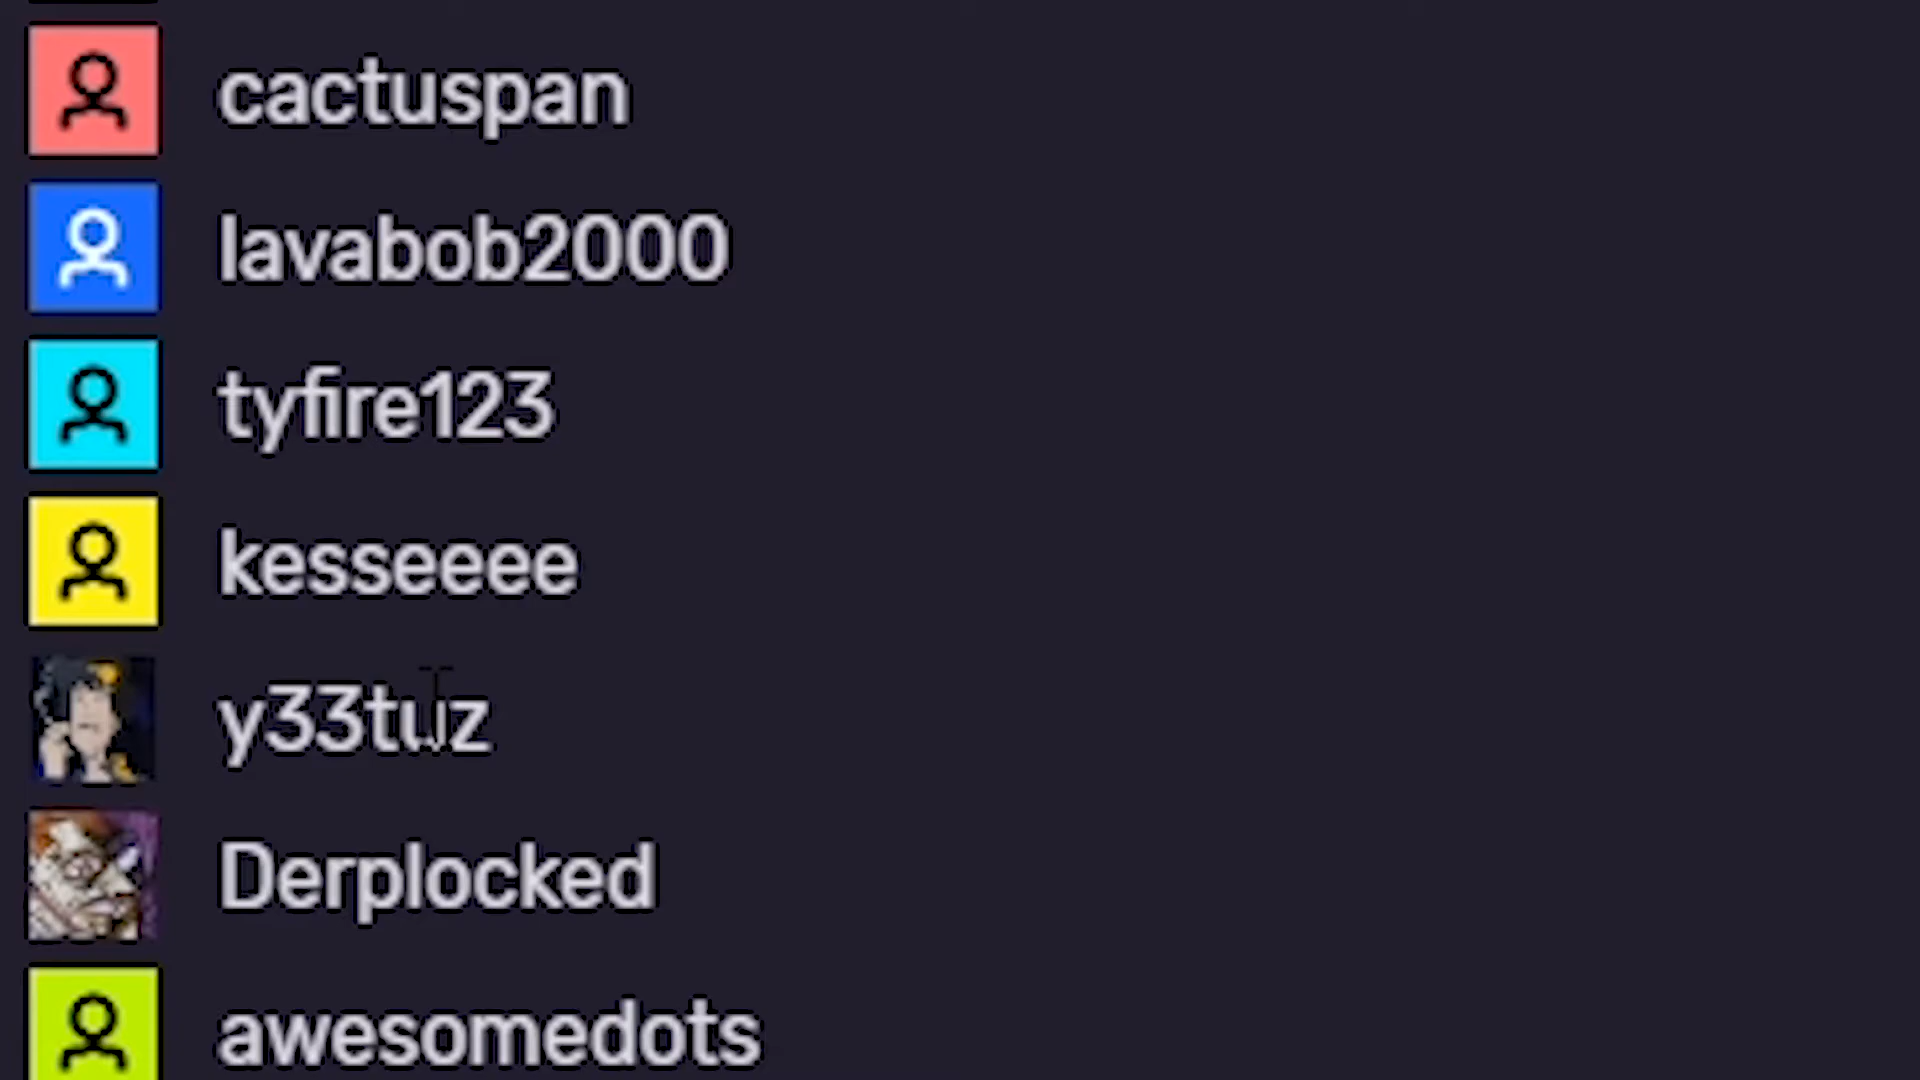 cactuspan
lavabob2000
tyfire123
kesseeee
y33tuz
Derplocked
awesomedots